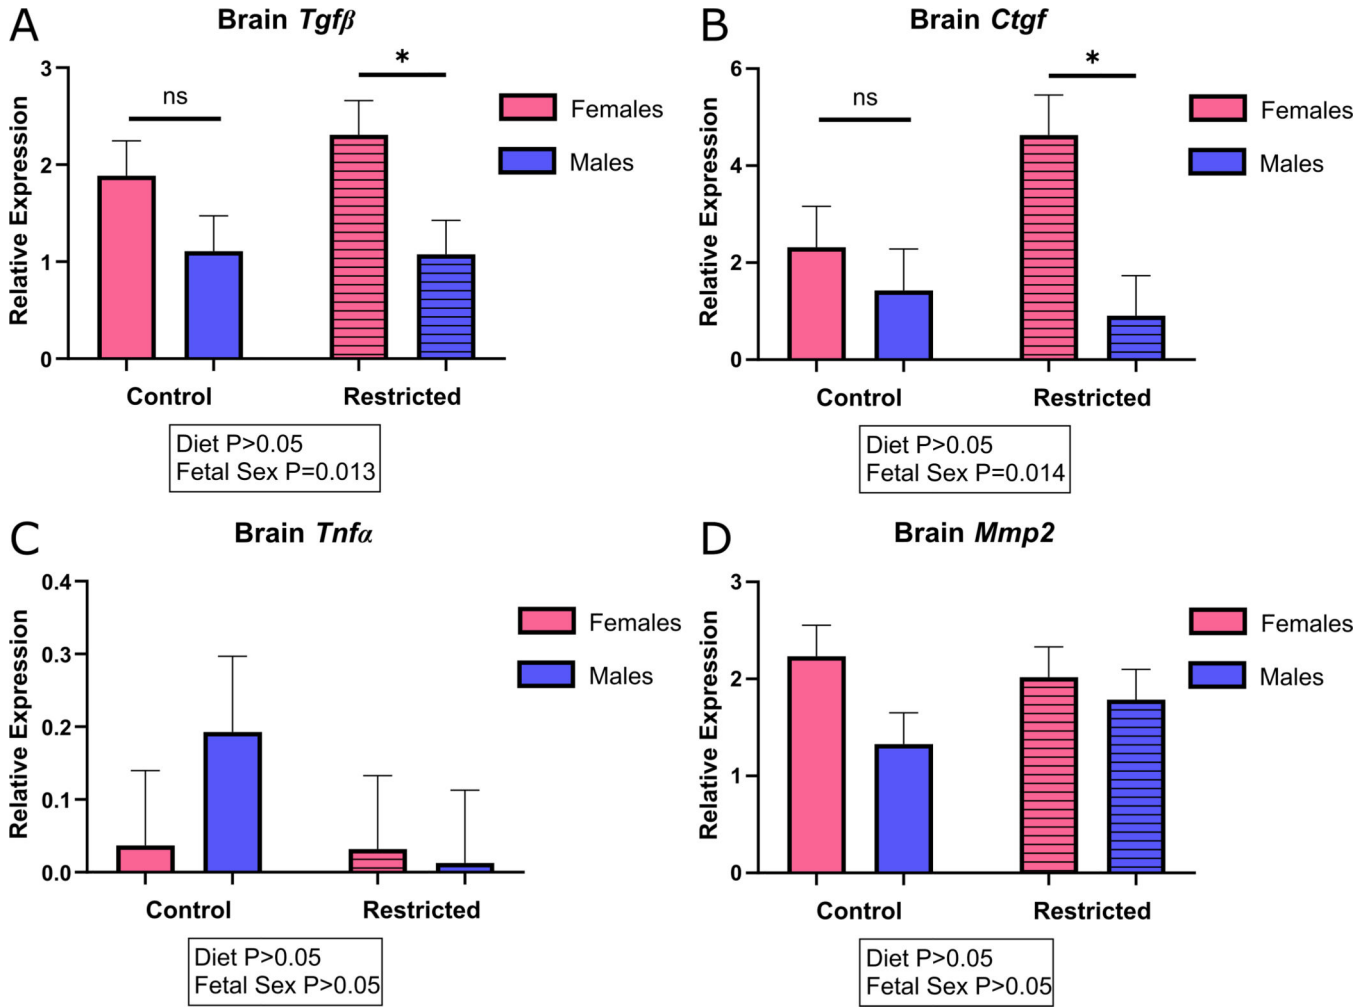 A
Brain Tgfβ
Relative Expression
3
2
1
0
ns
*
Females
Males
Control
Restricted
Diet P>0.05
Fetal Sex P=0.013
B
Brain Ctgf
Relative Expression
6
4
2
0
ns
*
Females
Males
Control
Restricted
Diet P>0.05
Fetal Sex P=0.014
C
Brain Tnfα
Relative Expression
0.4
0.3
0.2
0.1
0.0
Females
Males
Control
Restricted
Diet P>0.05
Fetal Sex P>0.05
D
Brain Mmp2
Relative Expression
3
2
1
0
Females
Males
Control
Restricted
Diet P>0.05
Fetal Sex P>0.05